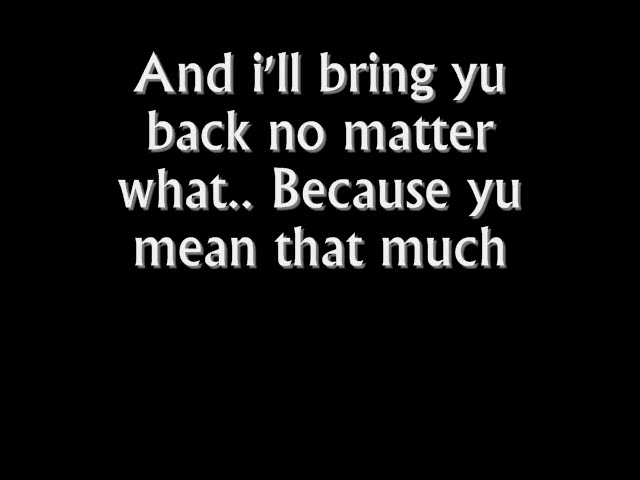 And i'll bring yu
back no matter
what.. Because yu
mean that much